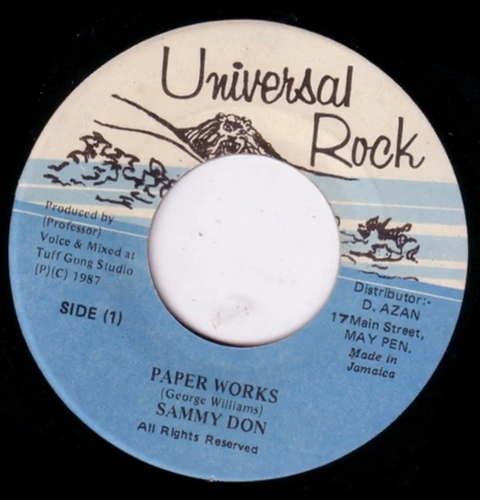 Universal
Rock
Produced by
(Professor)
Voice & Mixed at
Tuff Gong Studio
(P)(C) 1987
SIDE (1)
Distributor:-
D. AZAN
17 Main Street,
MAY PEN.
Made in
Jamaica
PAPER WORKS
(George Williams)
SAMMY DON
All Rights Reserved